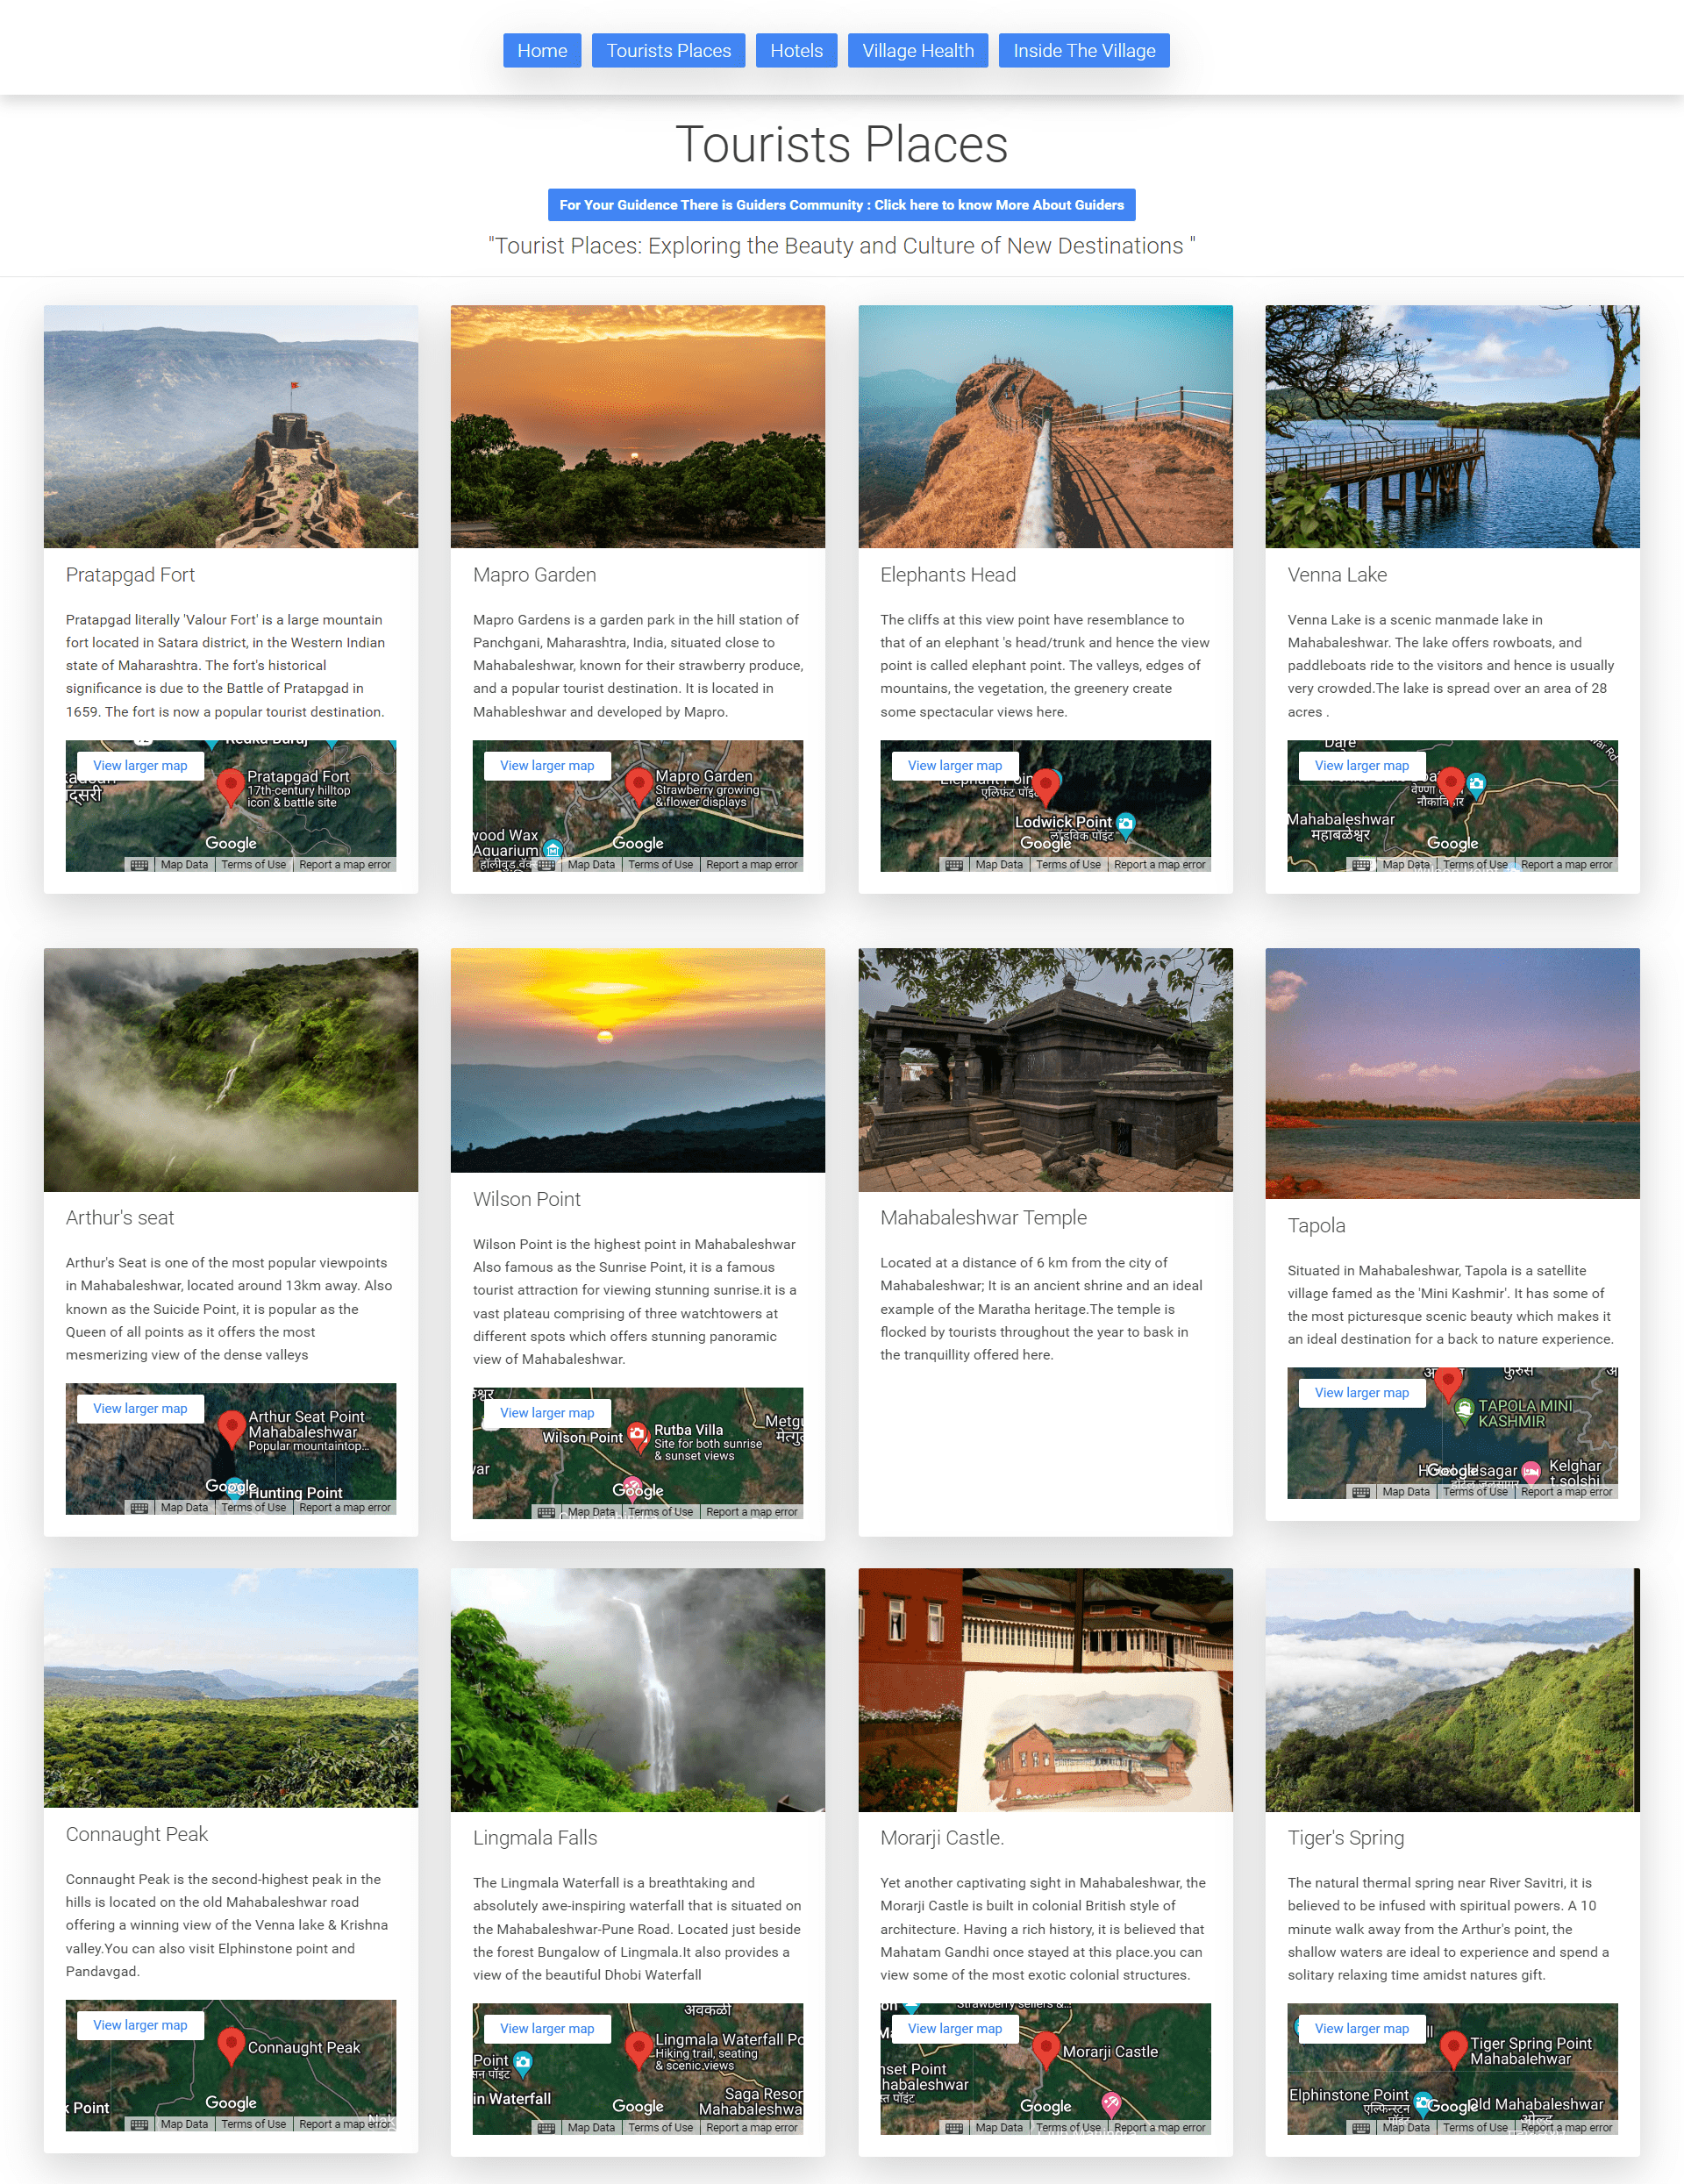 Home
Tourists Places
Hotels
Village Health
Inside The Village
Tourists Places
For Your Guidence There is Guiders Community : Click here to know More About Guiders
"Tourist Places: Exploring the Beauty and Culture of New Destinations "
Pratapgad Fort
Pratapgad literally 'Valour Fort' is a large mountain
fort located in Satara district, in the Western Indian
state of Maharashtra. The fort's historical
significance is due to the Battle of Pratapgad in
1659. The fort is now a popular tourist destination.
View larger map
Pratapgad Fort
17th-century hilltop
icon & battle site
Google
Map Data
Terms of Use
Report a map error
Mapro Garden
Mapro Gardens is a garden park in the hill station of
Panchgani, Maharashtra, India, situated close to
Mahabaleshwar, known for their strawberry produce,
and a popular tourist destination. It is located in
Mahableshwar and developed by Mapro.
View larger map
Mapro Garden
Strawberry growing
& flower displays
wood Wax
Aquarium
Google
Map Data
Terms of Use
Report a map error
Elephants Head
The cliffs at this view point have resemblance to
that of an elephant 's head/trunk and hence the view
point is called elephant point. The valleys, edges of
mountains, the vegetation, the greenery create
some spectacular views here.
View larger map
एलिफंट
Lodwick Point
लॉडविक पॉइंट
Google
Map Data
Terms of Use
Report a map error
Venna Lake
Venna Lake is a scenic manmade lake in
Mahabaleshwar. The lake offers rowboats, and
paddleboats ride to the visitors and hence is usually
very crowded.The lake is spread over an area of 28
acres .
Dare
View larger map
वेण्णा
Mahabaleshwar
महाबळेश्वर
Google
Map Data
Terms of Use
Report a map error
Arthur's seat
Arthur's Seat is one of the most popular viewpoints
in Mahabaleshwar, located around 13km away. Also
known as the Suicide Point, it is popular as the
Queen of all points as it offers the most
mesmerizing view of the dense valleys
View larger map
Arthur Seat Point
Mahabaleshwar
Popular mountaintop...
Google
Hunting Point
Map Data
Terms of Use
Report a map error
Wilson Point
Wilson Point is the highest point in Mahabaleshwar
Also famous as the Sunrise Point, it is a famous
tourist attraction for viewing stunning sunrise.it is a
vast plateau comprising of three watchtowers at
different spots which offers stunning panoramic
view of Mahabaleshwar.
View larger map
Wilson Point
Rutba Villa
Site for both sunrise
& sunset views
Google
Map Data
Terms of Use
Report a map error
Mahabaleshwar Temple
Located at a distance of 6 km from the city of
Mahabaleshwar; It is an ancient shrine and an ideal
example of the Maratha heritage.The temple is
flocked by tourists throughout the year to bask in
the tranquillity offered here.
Tapola
Situated in Mahabaleshwar, Tapola is a satellite
village famed as the 'Mini Kashmir'. It has some of
the most picturesque scenic beauty which makes it
an ideal destination for a back to nature experience.
फुरुस
View larger map
TAPOLA MINI
KASHMIR
Google
Kelghar
Map Data
Terms of Use
Report a map error
Connaught Peak
Connaught Peak is the second-highest peak in the
hills is located on the old Mahabaleshwar road
offering a winning view of the Venna lake & Krishna
valley.You can also visit Elphinstone point and
Pandavgad.
View larger map
Connaught Peak
Google
Point
Map Data
Terms of Use
Report a map error
Lingmala Falls
The Lingmala Waterfall is a breathtaking and
absolutely awe-inspiring waterfall that is situated on
the Mahabaleshwar-Pune Road. Located just beside
the forest Bungalow of Lingmala.It also provides a
view of the beautiful Dhobi Waterfall
अवकळी
View larger map
Lingmala Waterfall Po
Hiking trail, seating
& scenic views
Point
in Waterfall
Saga Resor
Mahabaleshwa
Google
Map Data
Terms of Use
Report a map error
Morarji Castle.
Yet another captivating sight in Mahabaleshwar, the
Morarji Castle is built in colonial British style of
architecture. Having a rich history, it is believed that
Mahatam Gandhi once stayed at this place.you can
view some of the most exotic colonial structures.
View larger map
Morarji Castle
nset Point
habaleshwar
Google
Map Data
Terms of Use
Report a map error
Tiger's Spring
The natural thermal spring near River Savitri, it is
believed to be infused with spiritual powers. A 10
minute walk away from the Arthur's point, the
shallow waters are ideal to experience and spend a
solitary relaxing time amidst natures gift.
View larger map
Tiger Spring Point
Mahabalehwar
Elphinstone Point
एल्फिन्स्टन
Google
Old Mahabaleshwar
ओल्ड
Map Data
Terms of Use
Report a map error